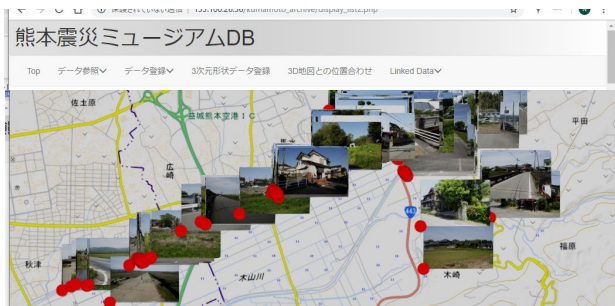 保護されていない通信
熊本震災ミュージアムDB
Top データ参照 データ登録 3次元形状データ登録 3D地図との位置合わせ Linked Data
佐土原
益城熊本空港IC
平田
広崎
443
福原
秋津
木山川
木崎